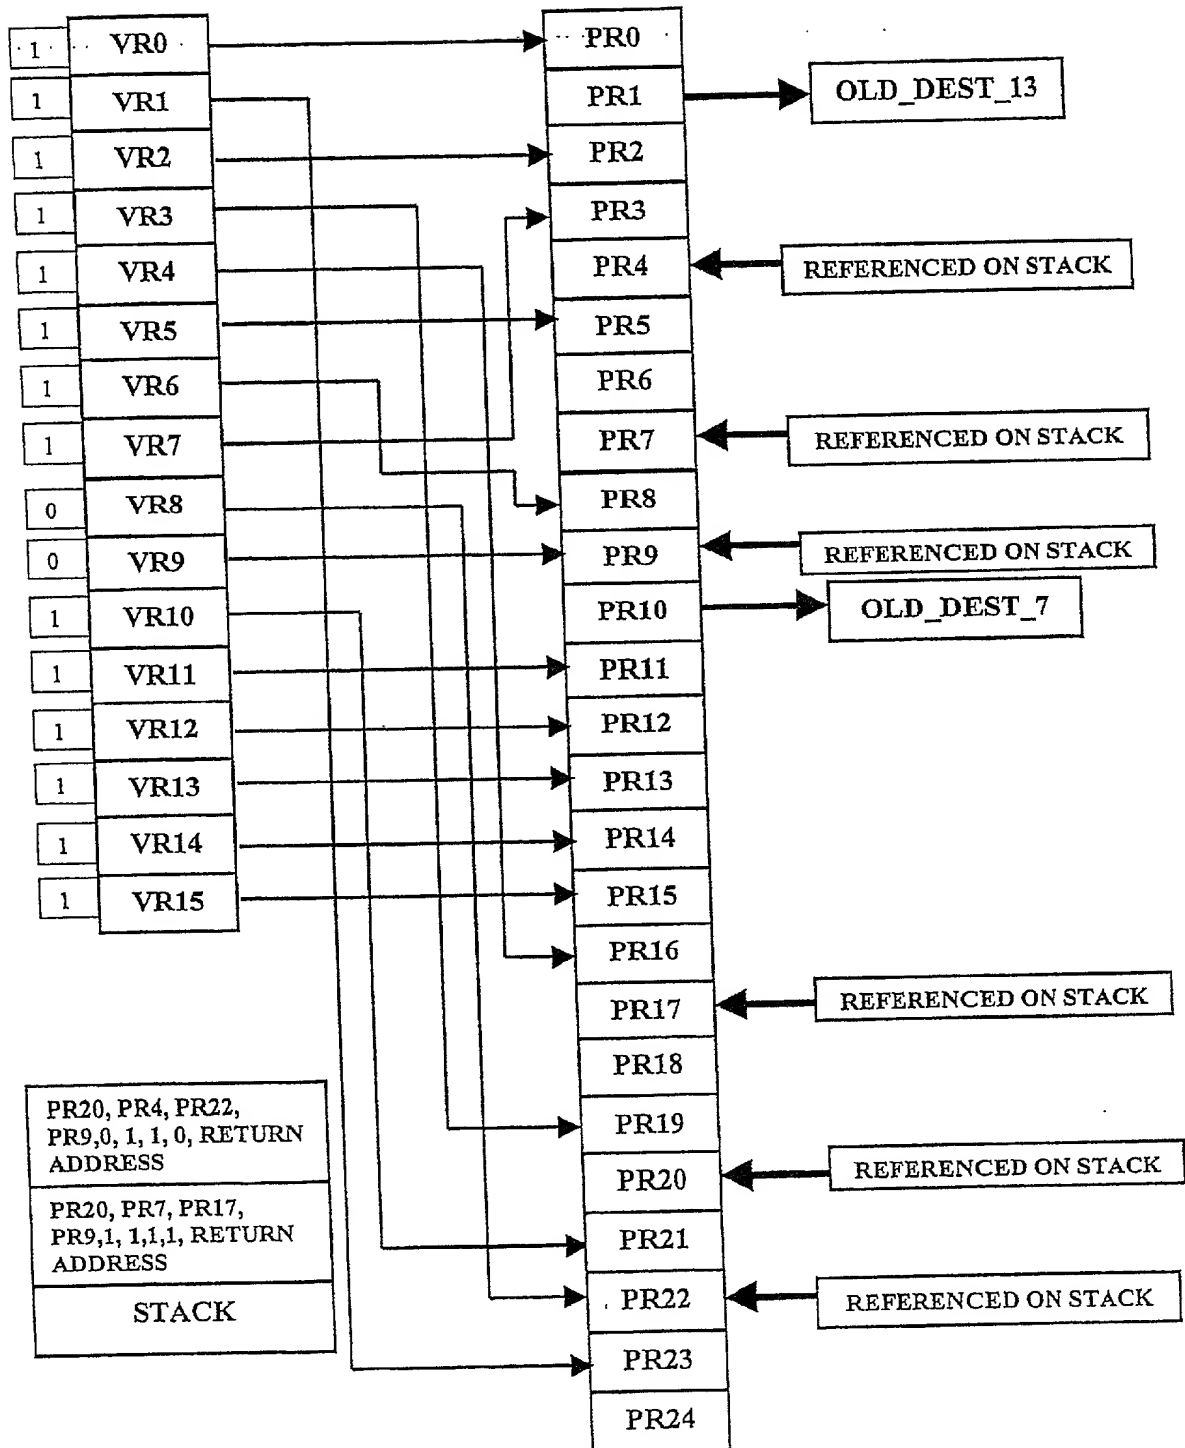 1 VR0 PR0
1 VR1 PR1 OLD_DEST_13
1 VR2 PR2
1 VR3 PR3
1 VR4 PR4 REFERENCED ON STACK
1 VR5 PR5
1 VR6 PR6
1 VR7 PR7 REFERENCED ON STACK
0 VR8 PR8
0 VR9 PR9 REFERENCED ON STACK
1 VR10 PR10 OLD_DEST_7
1 VR11 PR11
1 VR12 PR12
1 VR13 PR13
1 VR14 PR14
1 VR15 PR15
PR16
PR17 REFERENCED ON STACK
PR18
PR19
PR20 REFERENCED ON STACK
PR21
PR22 REFERENCED ON STACK
PR23
PR24
PR20, PR4, PR22,
PR9,0, 1, 1, 0, RETURN
ADDRESS
PR20, PR7, PR17,
PR9,1, 1,1,1, RETURN
ADDRESS
STACK